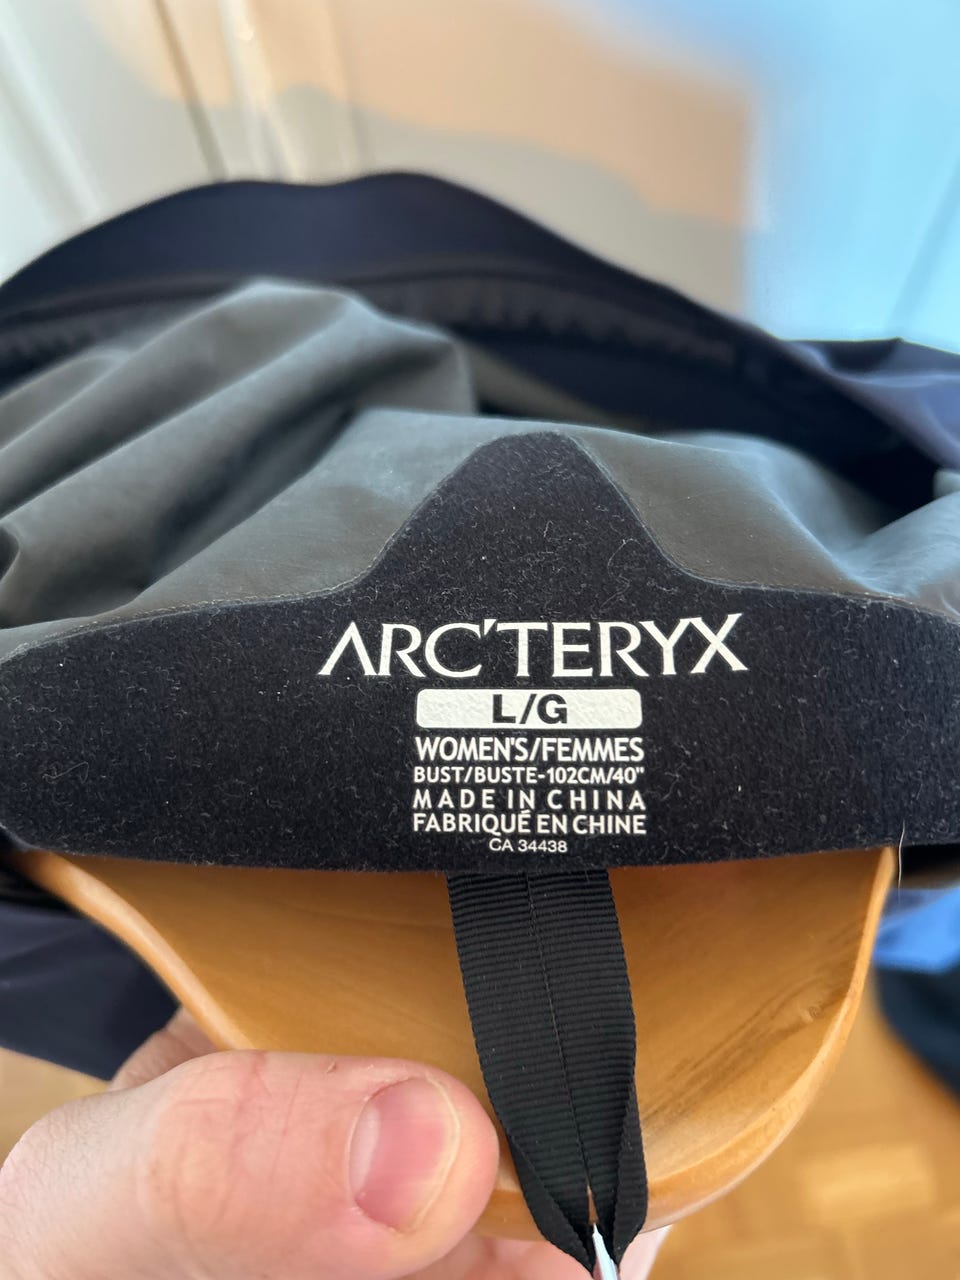 ARC'TERYX
L/G
WOMEN'S/FEMMES
BUST/BUSTE-102CM/40"
MADE IN CHINA
FABRIQUÉ EN CHINE
CA 34438